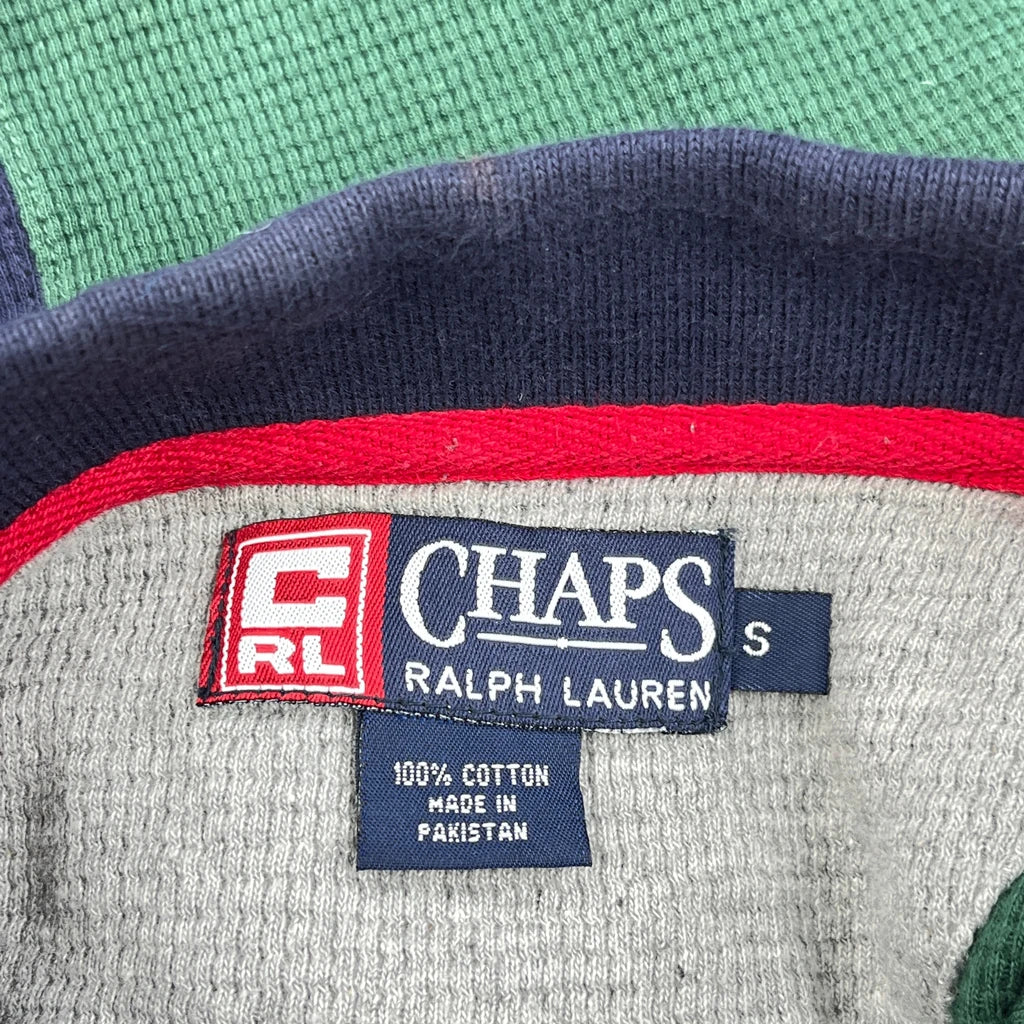 C
RL
CHAPS
RALPH LAUREN
S
100% COTTON
MADE IN
PAKISTAN